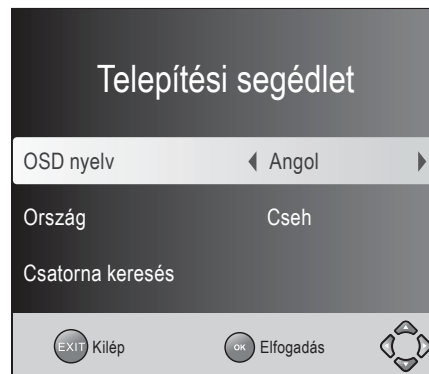 Telepítési segédlet
OSD nyelv Angol
Ország Cseh
Csatorna keresés
EXIT Kilép OK Elfogadás